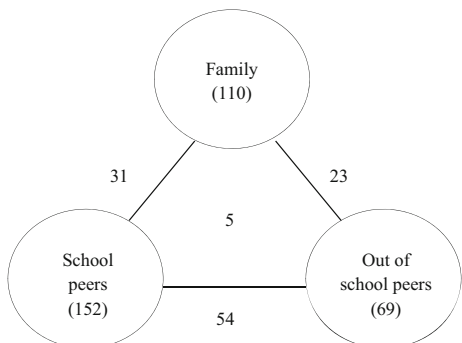 Family
(110)
31
23
5
School
peers
(152)
Out of
school peers
(69)
54